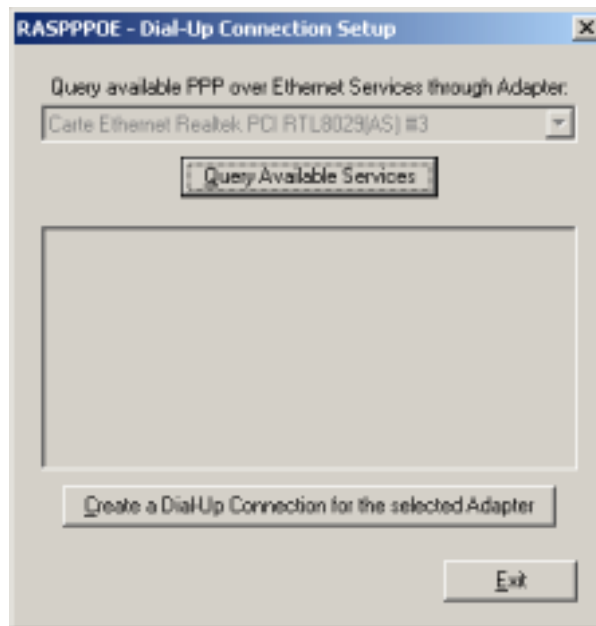 RASPPPOE - Dial-Up Connection Setup
Query available PPP over Ethernet Services through Adapter:
Carte Ethernet Realtek PCI RTL8029(AS) #3
Query Available Services
Create a Dial-Up Connection for the selected Adapter
Exit